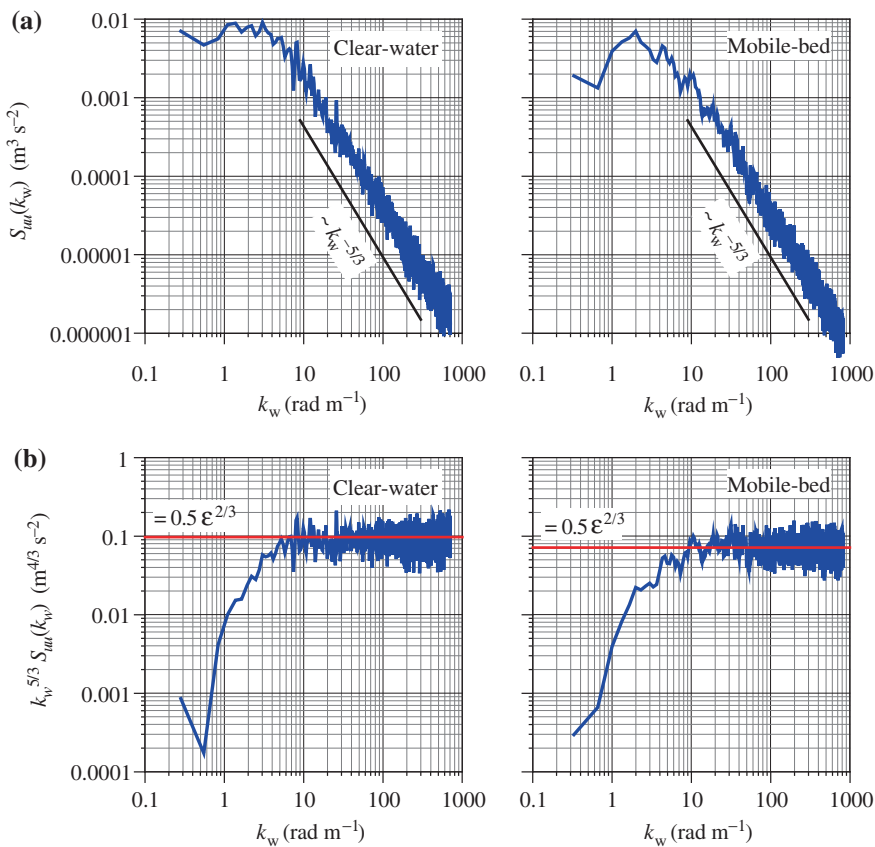 (a)
Clear-water
Mobile-bed
0.01
0.001
0.0001
0.00001
0.000001
S_uu(k_w) (m³ s⁻²)
~ k_w^−5/3
~ k_w^−5/3
0.1 1 10 100 1000
0.1 1 10 100 1000
k_w (rad m⁻¹)
k_w (rad m⁻¹)
(b)
Clear-water
Mobile-bed
1
0.1
0.01
0.001
0.0001
k_w^5/3 S_uu(k_w) (m^4/3 s⁻²)
= 0.5 ε^2/3
= 0.5 ε^2/3
0.1 1 10 100 1000
0.1 1 10 100 1000
k_w (rad m⁻¹)
k_w (rad m⁻¹)